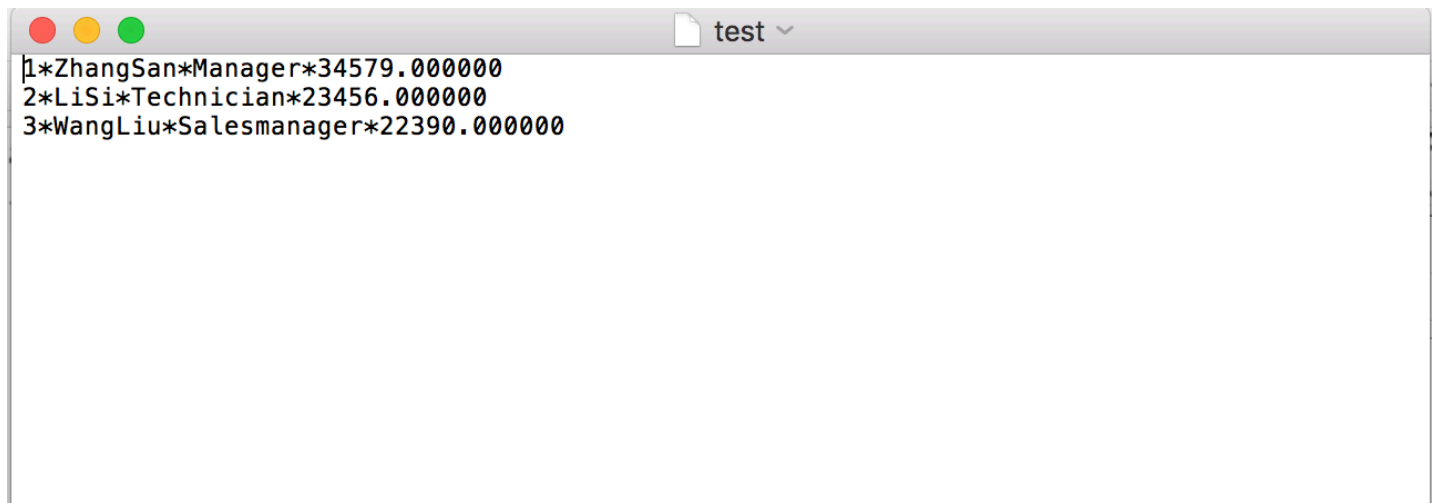 test
1*ZhangSan*Manager*34579.000000
2*LiSi*Technician*23456.000000
3*WangLiu*Salesmanager*22390.000000